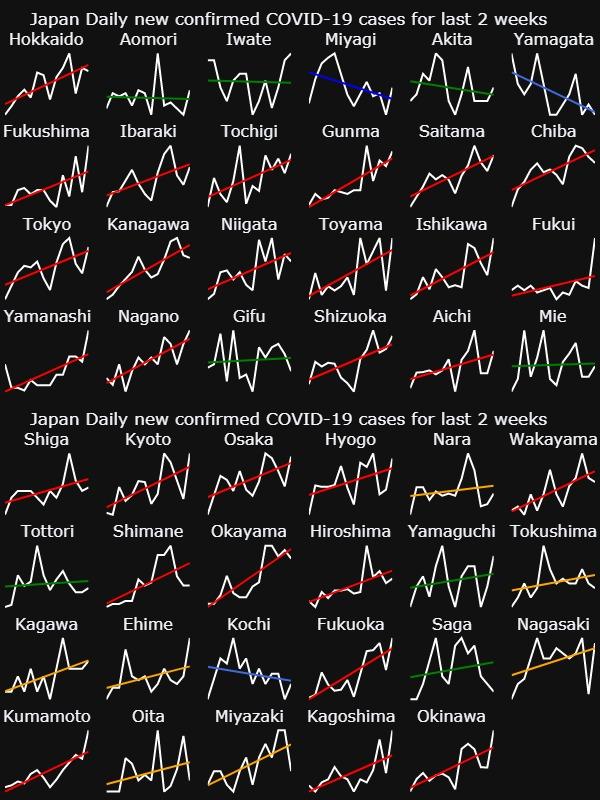 Japan Daily new confirmed COVID-19 cases for last 2 weeks
Hokkaido Aomori Iwate Miyagi Akita Yamagata
Fukushima Ibaraki Tochigi Gunma Saitama Chiba
Tokyo Kanagawa Niigata Toyama Ishikawa Fukui
Yamanashi Nagano Gifu Shizuoka Aichi Mie
Japan Daily new confirmed COVID-19 cases for last 2 weeks
Shiga Kyoto Osaka Hyogo Nara Wakayama
Tottori Shimane Okayama Hiroshima Yamaguchi Tokushima
Kagawa Ehime Kochi Fukuoka Saga Nagasaki
Kumamoto Oita Miyazaki Kagoshima Okinawa